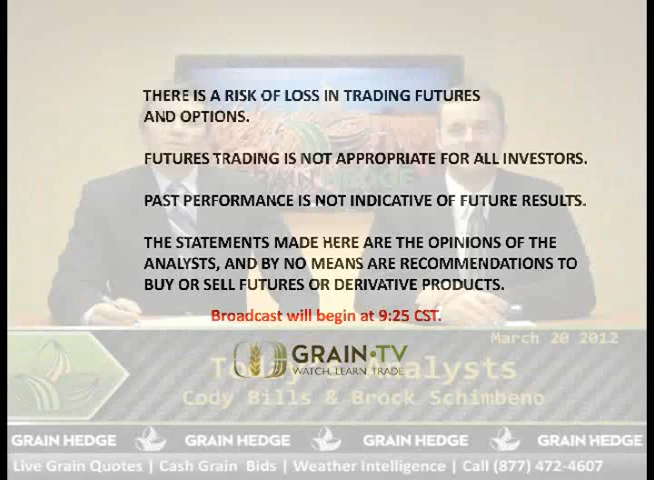 THERE IS A RISK OF LOSS IN TRADING FUTURES
AND OPTIONS.
FUTURES TRADING IS NOT APPROPRIATE FOR ALL INVESTORS.
PAST PERFORMANCE IS NOT INDICATIVE OF FUTURE RESULTS.
THE STATEMENTS MADE HERE ARE THE OPINIONS OF THE
ANALYSTS, AND BY NO MEANS ARE RECOMMENDATIONS TO
BUY OR SELL FUTURES OR DERIVATIVE PRODUCTS.
Broadcast will begin at 9:25 CST.
March 20 2012
GRAIN·TV
WATCH. LEARN. TRADE.
Today's Analysts
Cody Bills & Brock Schimbeno
GRAIN HEDGE GRAIN HEDGE GRAIN HEDGE GRAIN HEDGE
Live Grain Quotes | Cash Grain Bids | Weather Intelligence | Call (877) 472-4607